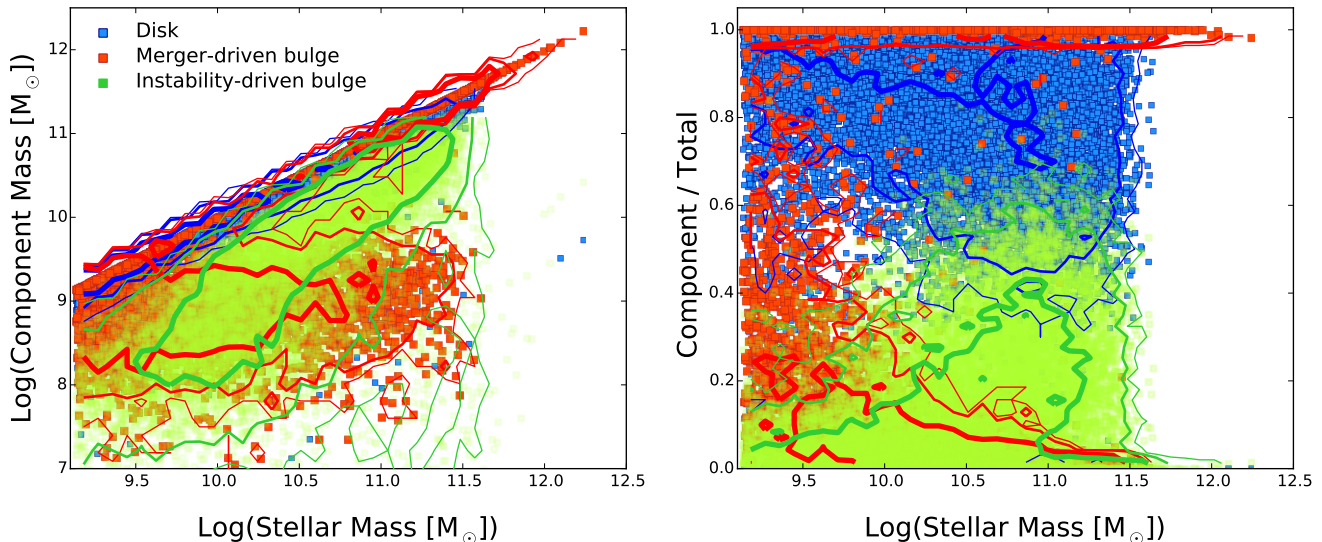 Log(Component Mass [M⊙])
12
11
10
9
8
7
Disk
Merger-driven bulge
Instability-driven bulge
9.5 10.0 10.5 11.0 11.5 12.0 12.5
Log(Stellar Mass [M⊙])
Component / Total
1.0
0.8
0.6
0.4
0.2
0.0
9.5 10.0 10.5 11.0 11.5 12.0 12.5
Log(Stellar Mass [M⊙])